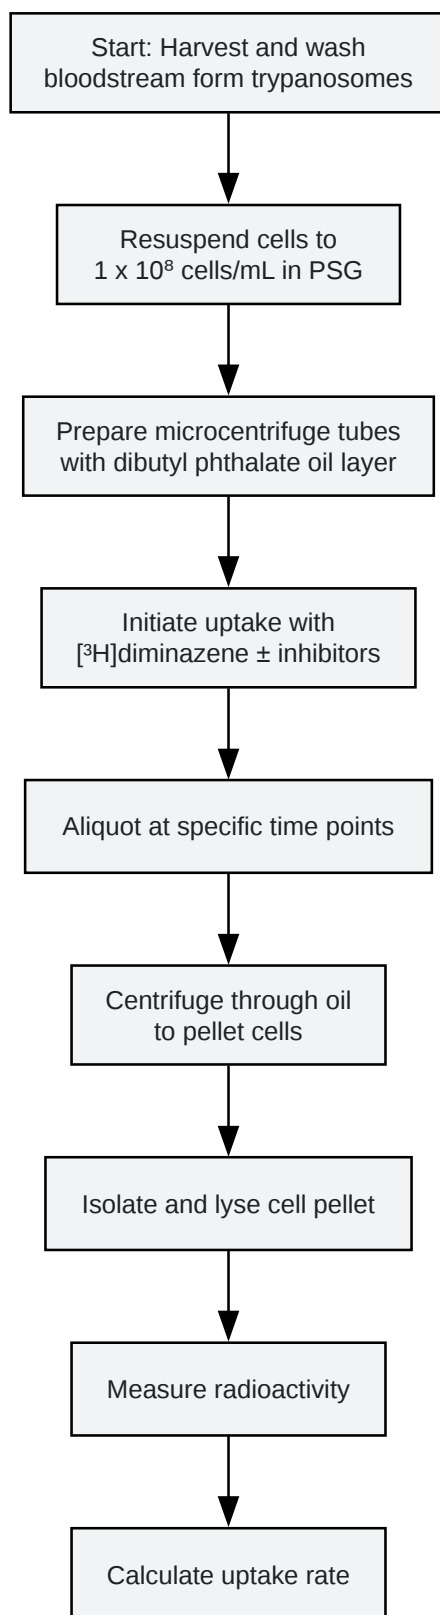 Start: Harvest and wash
bloodstream form trypanosomes
Resuspend cells to
1 x 10⁸ cells/mL in PSG
Prepare microcentrifuge tubes
with dibutyl phthalate oil layer
Initiate uptake with
[³H]diminazene ± inhibitors
Aliquot at specific time points
Centrifuge through oil
to pellet cells
Isolate and lyse cell pellet
Measure radioactivity
Calculate uptake rate